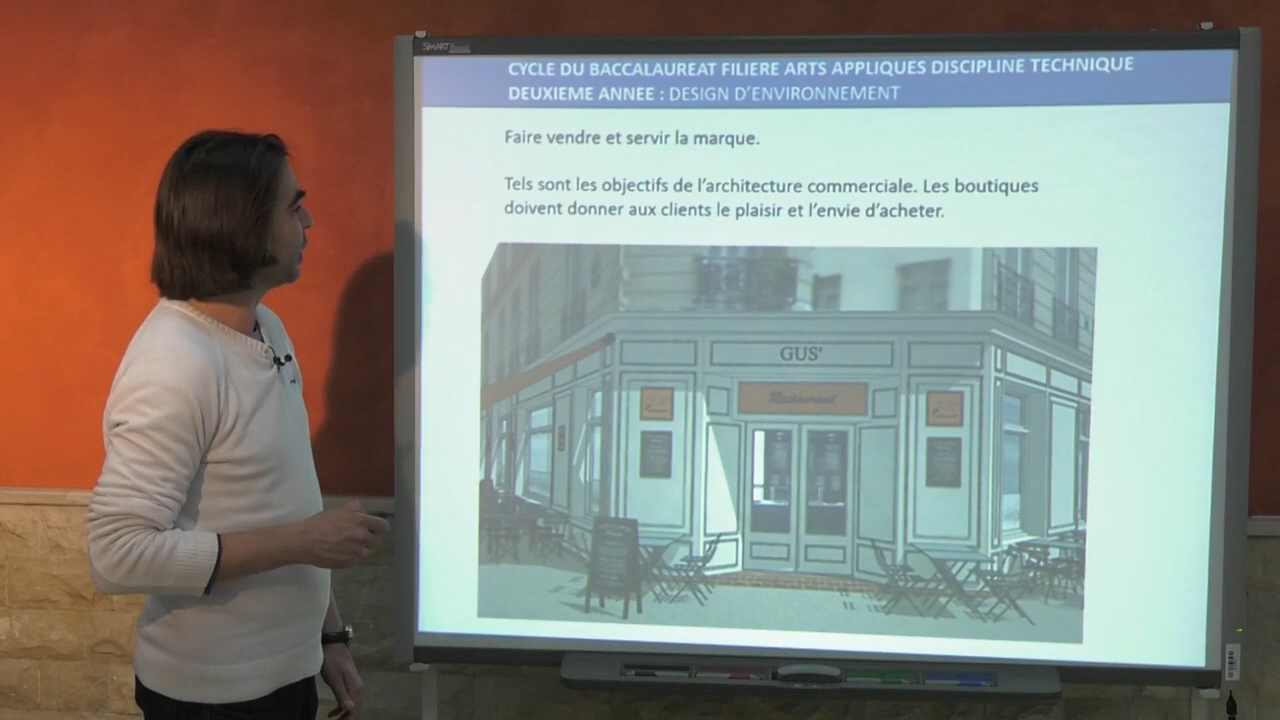 SMART
CYCLE DU BACCALAUREAT FILIERE ARTS APPLIQUES DISCIPLINE TECHNIQUE
DEUXIEME ANNEE : DESIGN D'ENVIRONNEMENT
Faire vendre et servir la marque.
Tels sont les objectifs de l'architecture commerciale. Les boutiques
doivent donner aux clients le plaisir et l'envie d'acheter.
GUS'
Restaurant